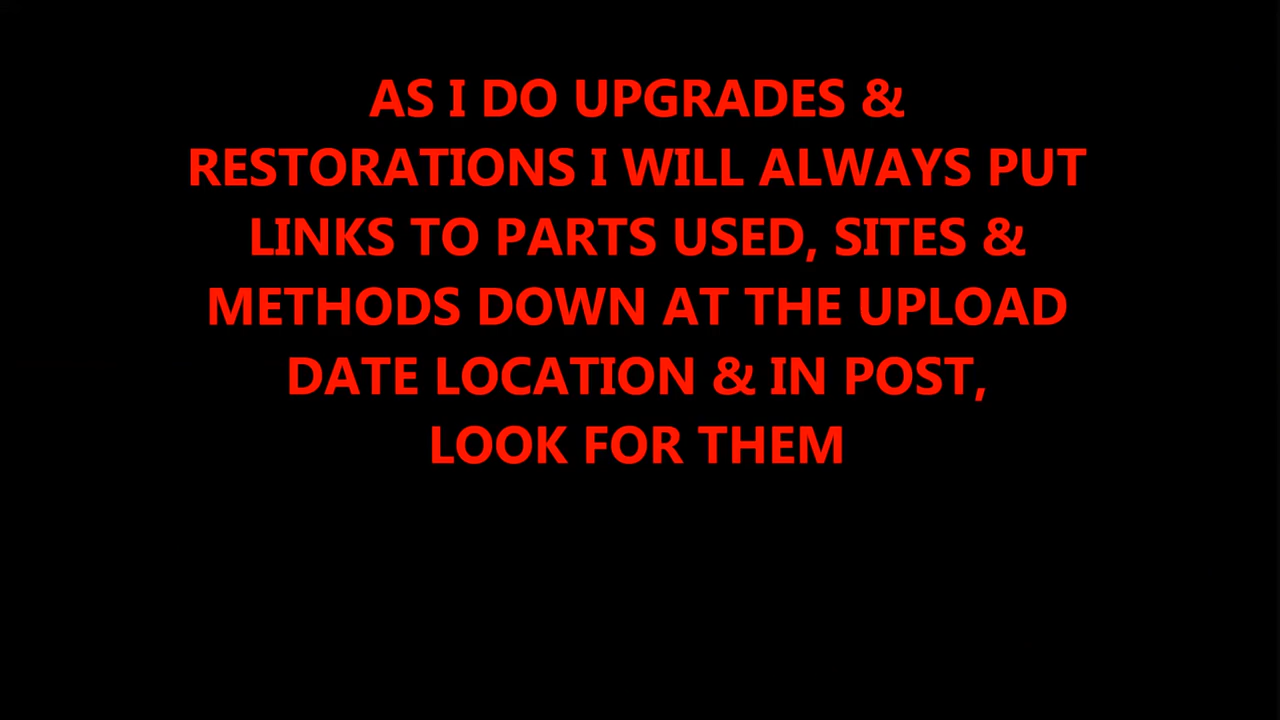 AS I DO UPGRADES &
RESTORATIONS I WILL ALWAYS PUT
LINKS TO PARTS USED, SITES &
METHODS DOWN AT THE UPLOAD
DATE LOCATION & IN POST,
LOOK FOR THEM